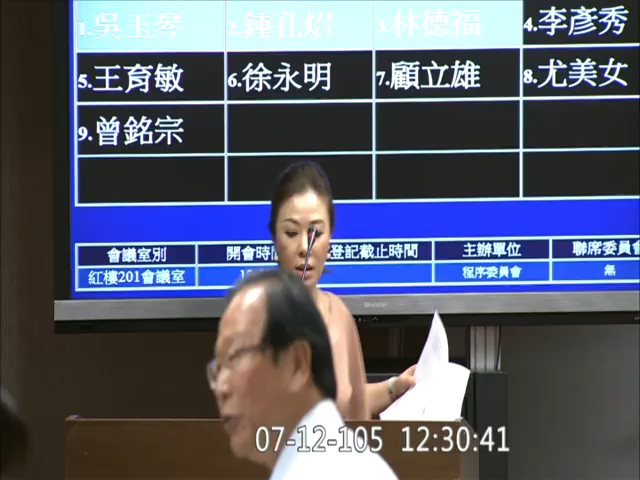 1.吳玉琴 2.鍾孔炤 3.林德福 4.李彥秀
5.王育敏 6.徐永明 7.顧立雄 8.尤美女
9.曾銘宗
會議室別 開會時間 登記截止時間 主辦單位 聯席委員
紅樓201會議室 程序委員會 無
SHARP
07-12-105 12:30:41